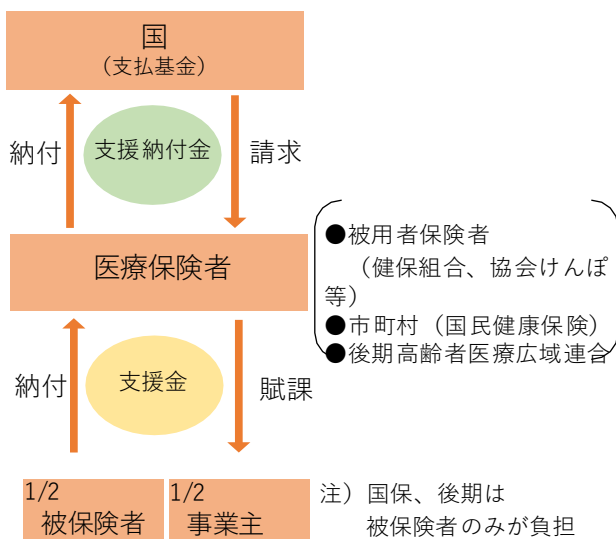 国
（支払基金）
納付
支援納付金
請求
医療保険者
●被用者保険者
（健保組合、協会けんぽ
等）
●市町村（国民健康保険）
●後期高齢者医療広域連合
納付
支援金
賦課
1/2
被保険者
1/2
事業主
注）国保、後期は
被保険者のみが負担